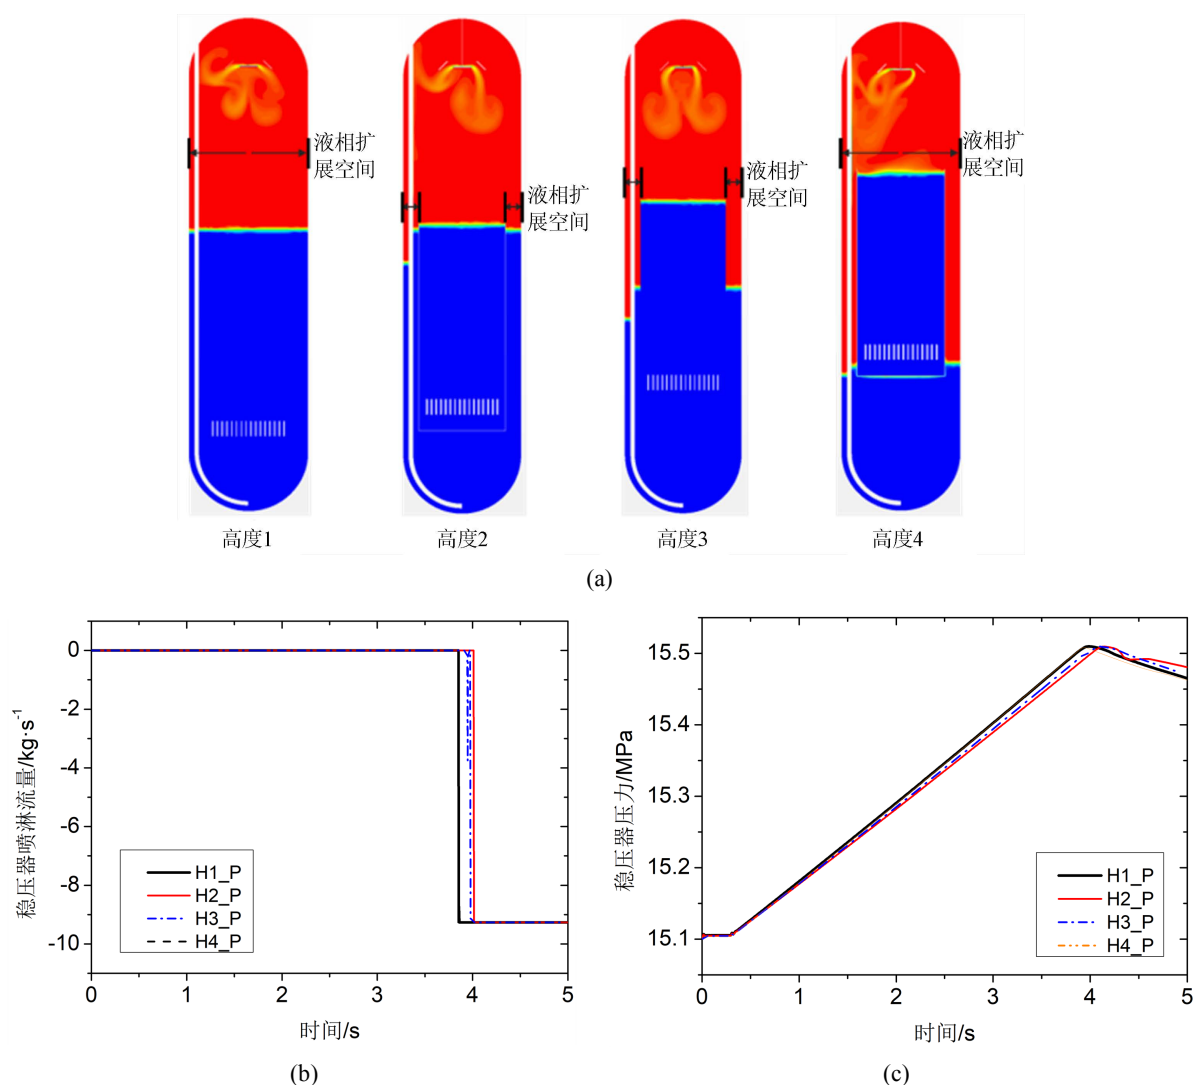 液相扩
展空间
液相扩
展空间
液相扩
展空间
液相扩
展空间
高度1
高度2
高度3
高度4
(a)
稳压器喷淋流量/kg·s⁻¹
0
-2
-4
-6
-8
-10
H1_P
H2_P
H3_P
H4_P
0
1
2
3
4
5
时间/s
(b)
稳压器压力/MPa
15.5
15.4
15.3
15.2
15.1
H1_P
H2_P
H3_P
H4_P
0
1
2
3
4
5
时间/s
(c)